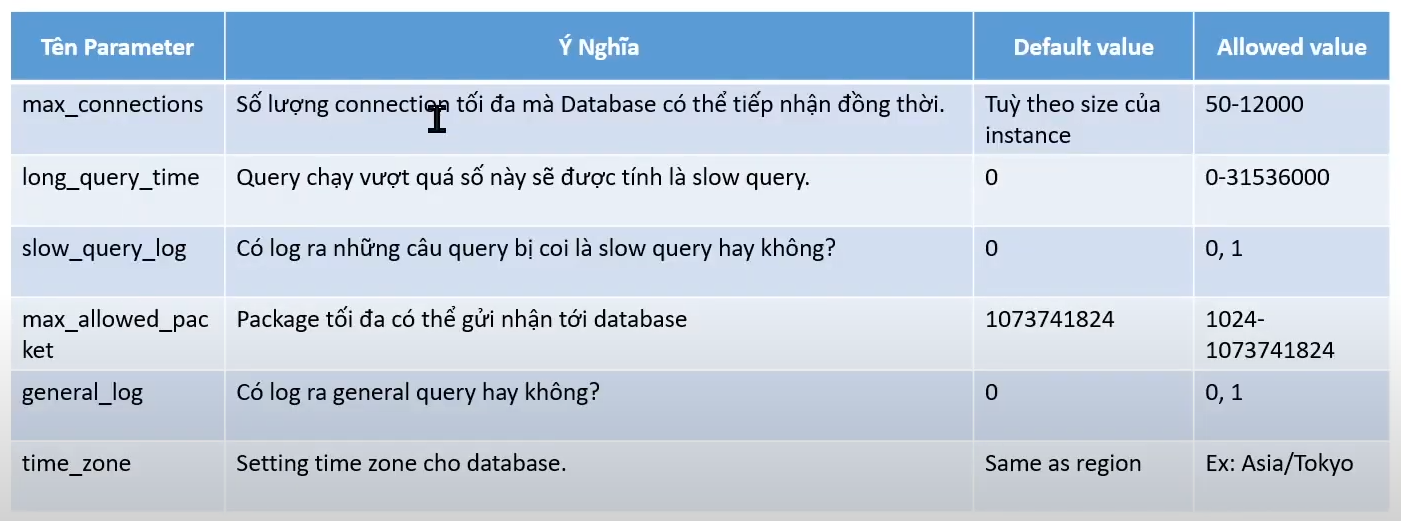 Tên Parameter
Ý Nghĩa
Default value
Allowed value
max_connections
Số lượng connection tối đa mà Database có thể tiếp nhận đồng thời.
Tuỳ theo size của
instance
50-12000
long_query_time
Query chạy vượt quá số này sẽ được tính là slow query.
0
0-31536000
slow_query_log
Có log ra những câu query bị coi là slow query hay không?
0
0, 1
max_allowed_pac
ket
Package tối đa có thể gửi nhận tới database
1073741824
1024-
1073741824
general_log
Có log ra general query hay không?
0
0, 1
time_zone
Setting time zone cho database.
Same as region
Ex: Asia/Tokyo